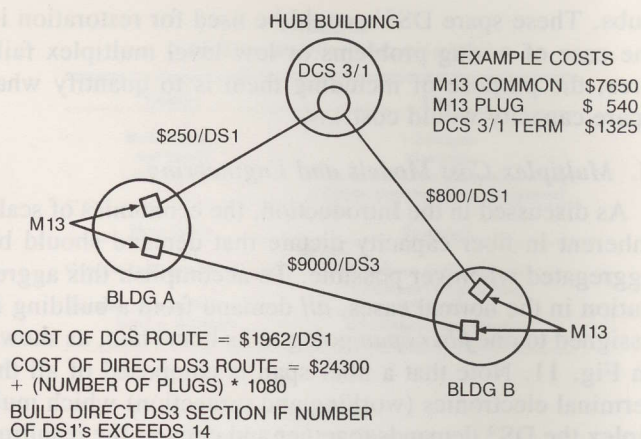 HUB BUILDING
DCS 3/1
EXAMPLE COSTS
M13 COMMON $7650
M13 PLUG $ 540
DCS 3/1 TERM $1325
$250/DS1
$800/DS1
M13
$9000/DS3
BLDG A
M13
BLDG B
COST OF DCS ROUTE = $1962/DS1
COST OF DIRECT DS3 ROUTE = $24300
+ (NUMBER OF PLUGS) * 1080
BUILD DIRECT DS3 SECTION IF NUMBER
OF DS1's EXCEEDS 14